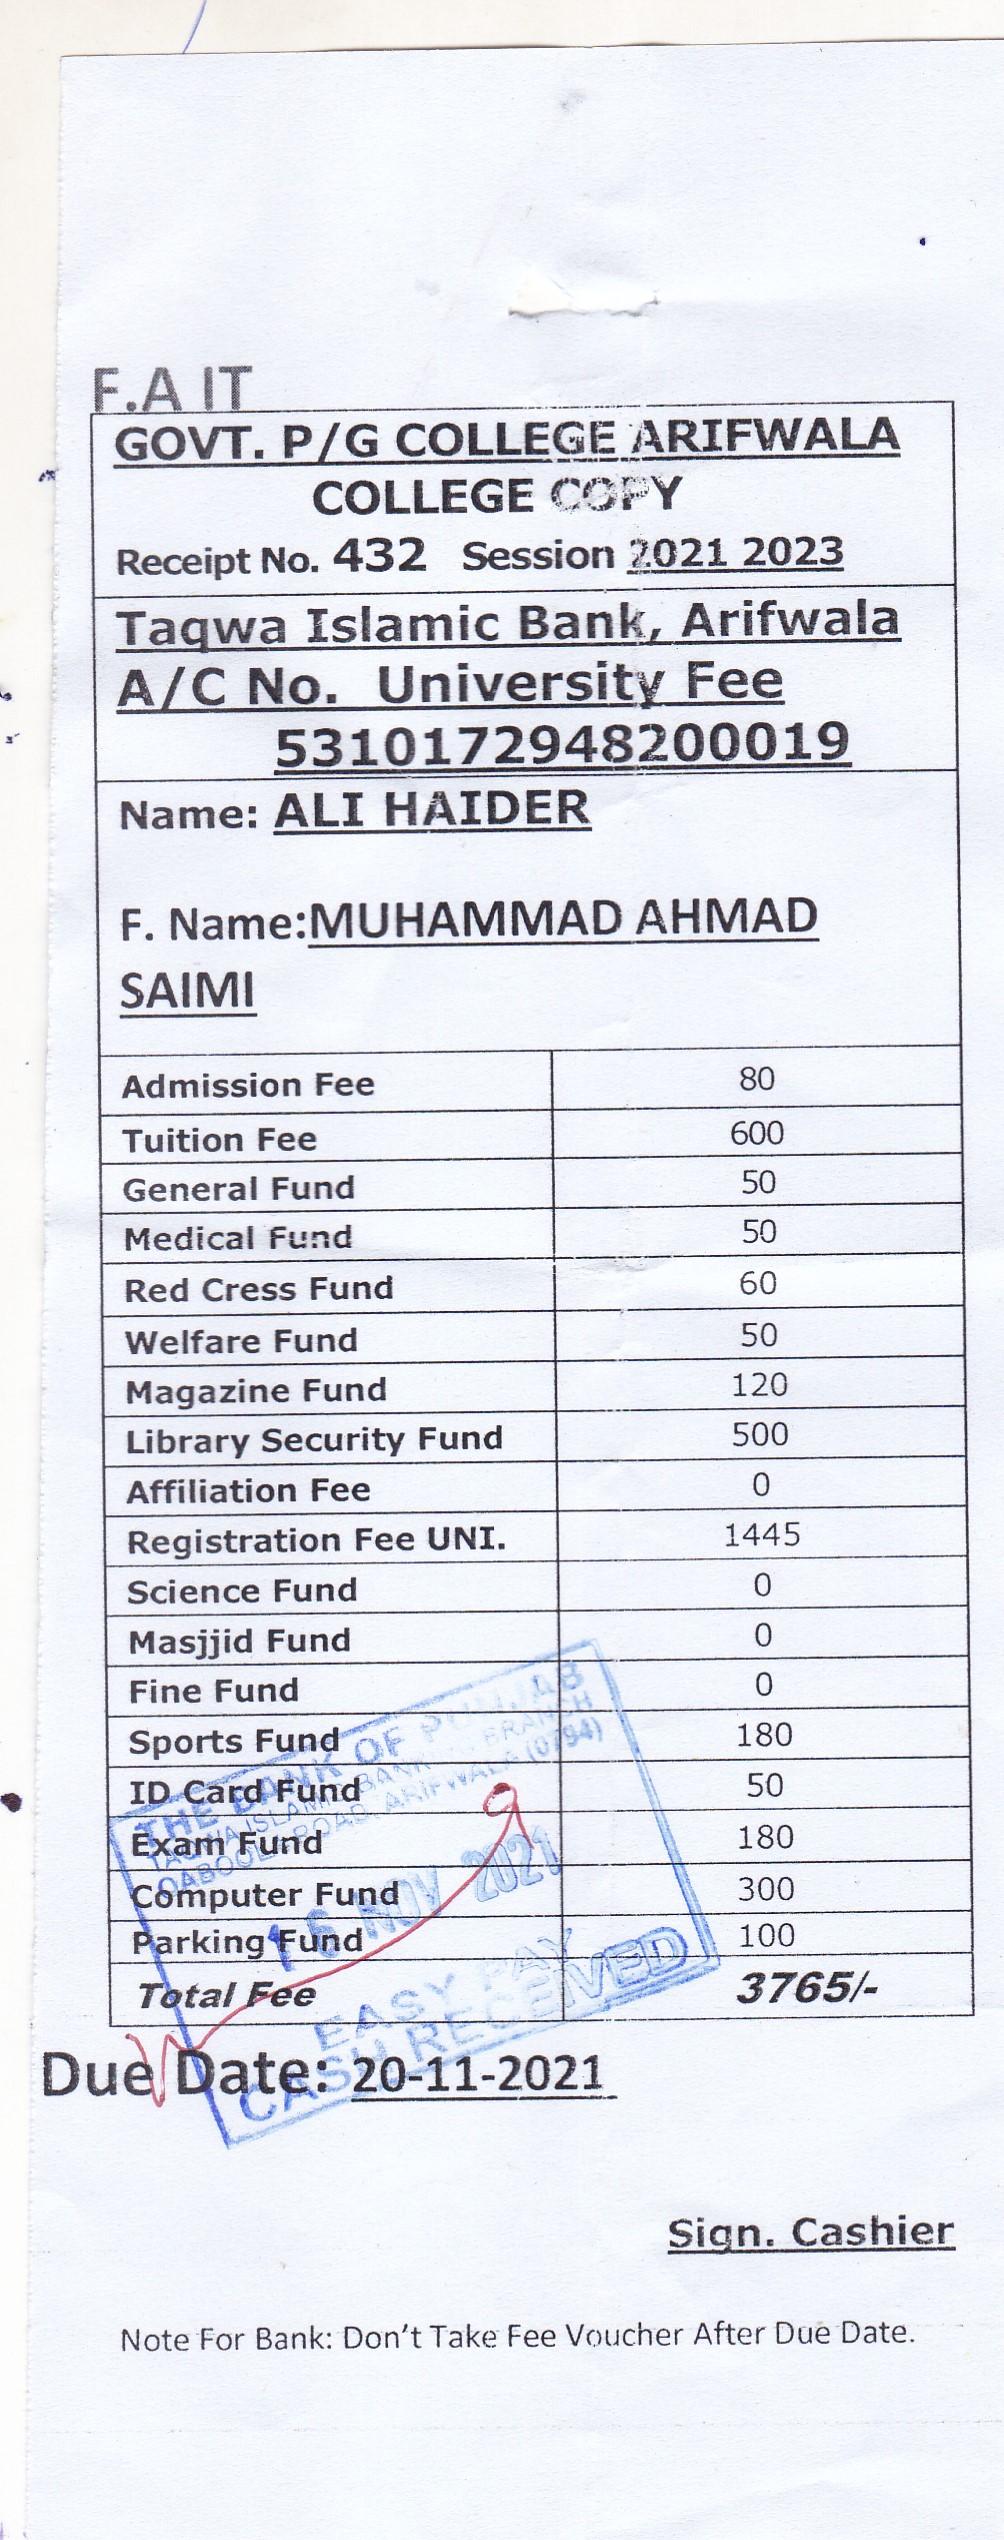 F.A IT
GOVT. P/G COLLEGE ARIFWALA
COLLEGE COPY
Receipt No. 432 Session 2021 2023
Taqwa Islamic Bank, Arifwala
A/C No. University Fee
5310172948200019
Name: ALI HAIDER
F. Name:MUHAMMAD AHMAD
SAIMI
Admission Fee 80
Tuition Fee 600
General Fund 50
Medical Fund 50
Red Cress Fund 60
Welfare Fund 50
Magazine Fund 120
Library Security Fund 500
Affiliation Fee 0
Registration Fee UNI. 1445
Science Fund 0
Masjjid Fund 0
Fine Fund 0
Sports Fund 180
ID Card Fund 50
Exam Fund 180
Computer Fund 300
Parking Fund 100
Total Fee 3765/-
THE BANK OF PUNJAB
TAQWA ISLAMIC BANKING BRANCH
QABOOLA ROAD, ARIFWALA (0794)
16 NOV 2021
EASY PAY
CASH RECEIVED
Due Date: 20-11-2021
Sign. Cashier
Note For Bank: Don't Take Fee Voucher After Due Date.